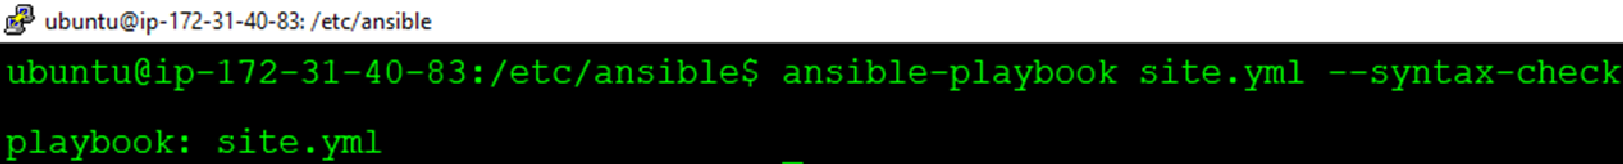 ubuntu@ip-172-31-40-83: /etc/ansible
ubuntu@ip-172-31-40-83:/etc/ansible$ ansible-playbook site.yml --syntax-check
playbook: site.yml